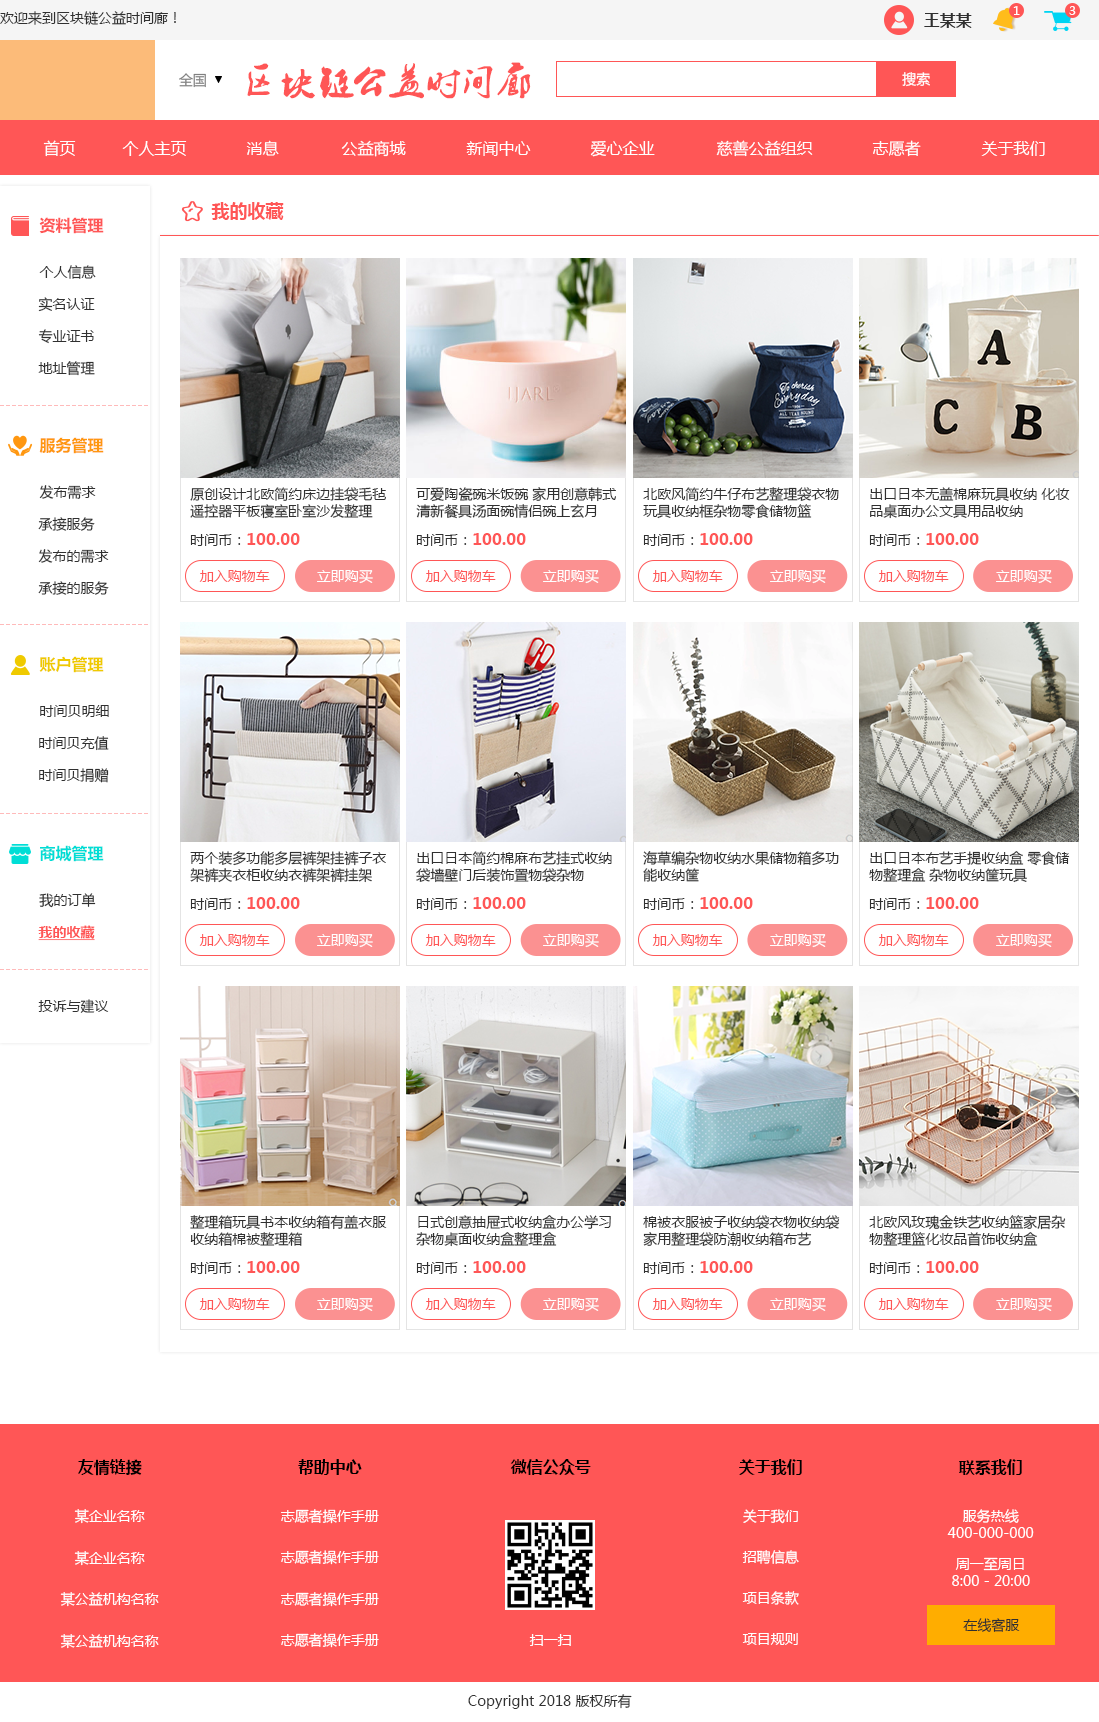 欢迎来到区块链公益时间廊！
王某某
1
3
全国
区块链公益时间廊
搜索
首页
个人主页
消息
公益商城
新闻中心
爱心企业
慈善公益组织
志愿者
关于我们
资料管理
个人信息
实名认证
专业证书
地址管理
服务管理
发布需求
承接服务
发布的需求
承接的服务
账户管理
时间贝明细
时间贝充值
时间贝捐赠
商城管理
我的订单
我的收藏
投诉与建议
我的收藏
IJARL
To cherish
Everyday
ALL YEAR ROUND
A
C
B
原创设计北欧简约床边挂袋毛毡
遥控器平板寝室卧室沙发整理
时间币：100.00
加入购物车
立即购买
可爱陶瓷碗米饭碗 家用创意韩式
清新餐具汤面碗情侣碗上玄月
时间币：100.00
加入购物车
立即购买
北欧风简约牛仔布艺整理袋衣物
玩具收纳框杂物零食储物篮
时间币：100.00
加入购物车
立即购买
出口日本无盖棉麻玩具收纳 化妆
品桌面办公文具用品收纳
时间币：100.00
加入购物车
立即购买
两个装多功能多层裤架挂裤子衣
架裤夹衣柜收纳衣裤架裤挂架
时间币：100.00
加入购物车
立即购买
出口日本简约棉麻布艺挂式收纳
袋墙壁门后装饰置物袋杂物
时间币：100.00
加入购物车
立即购买
海草编杂物收纳水果储物箱多功
能收纳筐
时间币：100.00
加入购物车
立即购买
出口日本布艺手提收纳盒 零食储
物整理盒 杂物收纳筐玩具
时间币：100.00
加入购物车
立即购买
整理箱玩具书本收纳箱有盖衣服
收纳箱棉被整理箱
时间币：100.00
加入购物车
立即购买
日式创意抽屉式收纳盒办公学习
杂物桌面收纳盒整理盒
时间币：100.00
加入购物车
立即购买
棉被衣服被子收纳袋衣物收纳袋
家用整理袋防潮收纳箱布艺
时间币：100.00
加入购物车
立即购买
北欧风玫瑰金铁艺收纳篮家居杂
物整理篮化妆品首饰收纳盒
时间币：100.00
加入购物车
立即购买
友情链接
某企业名称
某企业名称
某公益机构名称
某公益机构名称
帮助中心
志愿者操作手册
志愿者操作手册
志愿者操作手册
志愿者操作手册
微信公众号
扫一扫
关于我们
关于我们
招聘信息
项目条款
项目规则
联系我们
服务热线
400-000-000
周一至周日
8:00 - 20:00
在线客服
Copyright 2018 版权所有